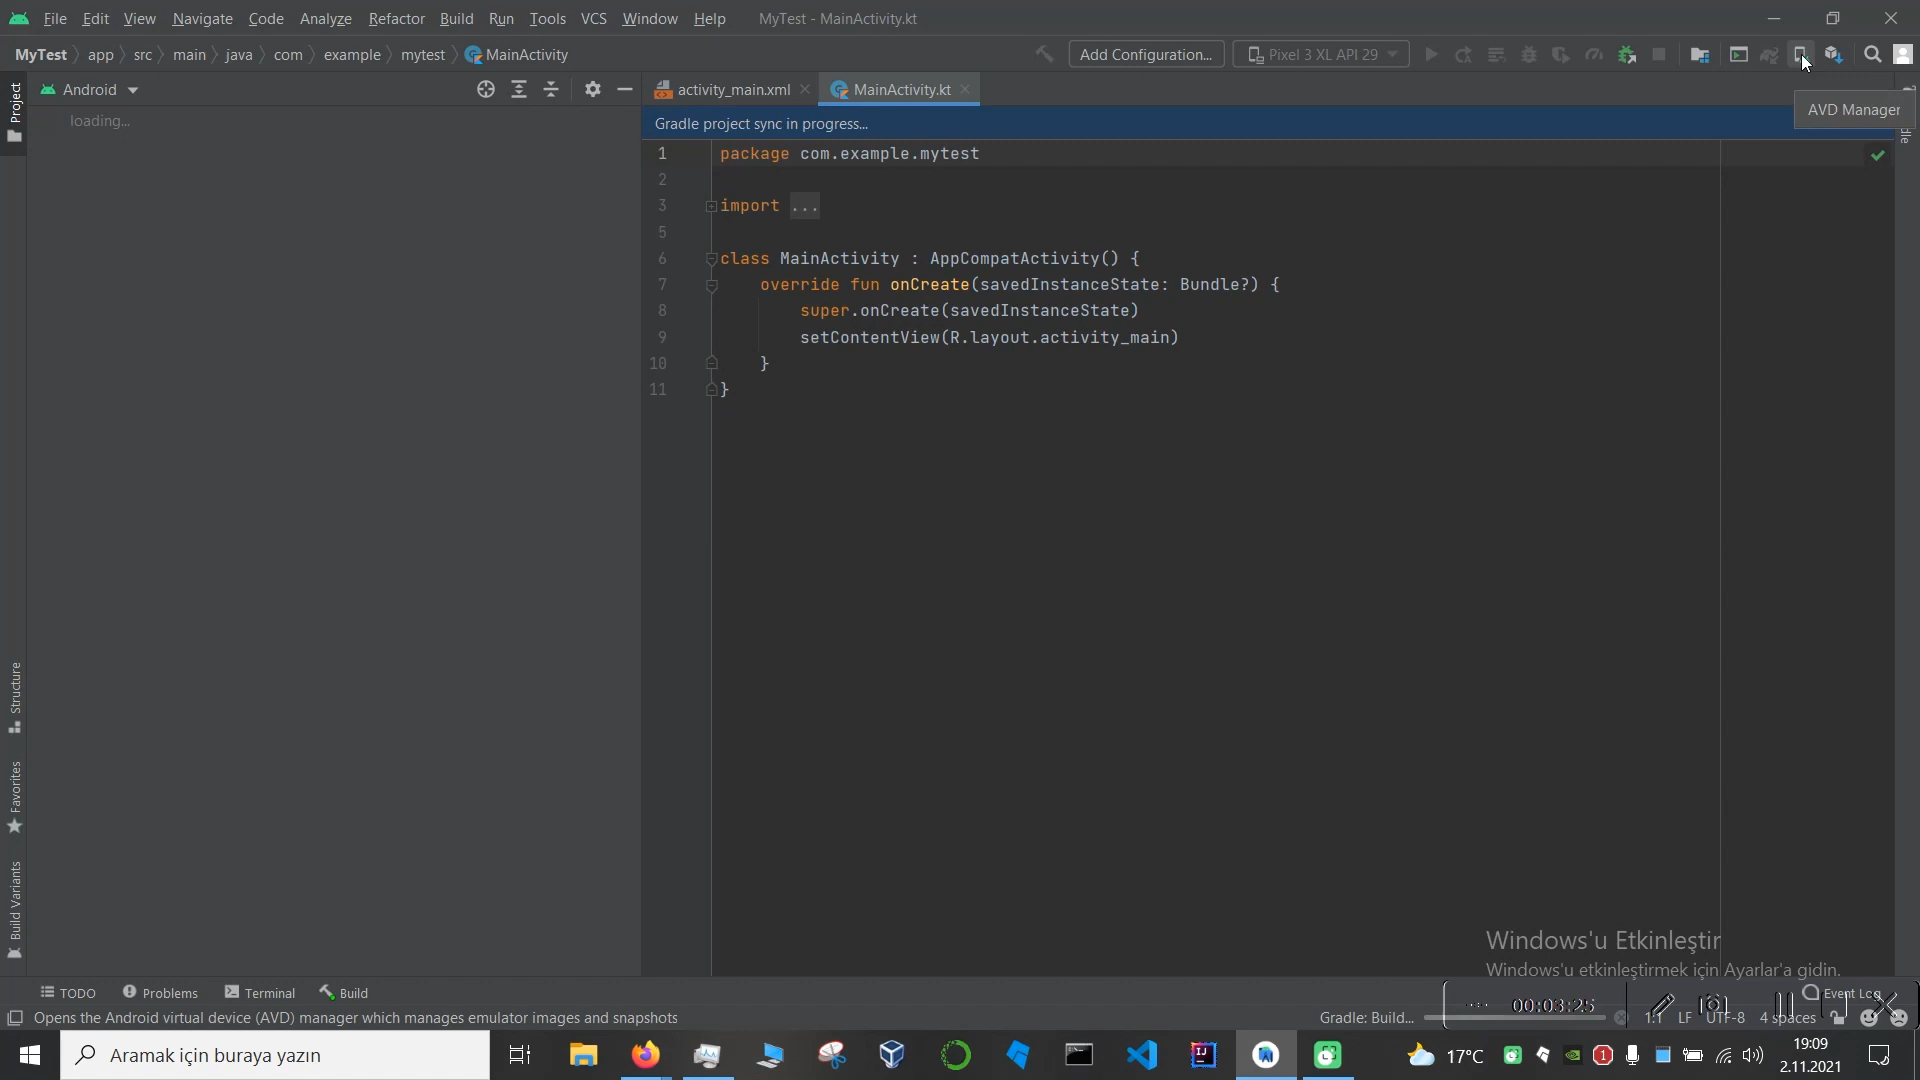 File Edit View Navigate Code Analyze Refactor Build Run Tools VCS Window Help MyTest - MainActivity.kt
MyTest app src main java com example mytest MainActivity Add Configuration... Pixel 3 XL API 29
Project
Android
activity_main.xml MainActivity.kt
AVD Manager
loading...
Gradle project sync in progress...
1 package com.example.mytest
2
3 import ...
5
6 class MainActivity : AppCompatActivity() {
7 override fun onCreate(savedInstanceState: Bundle?) {
8 super.onCreate(savedInstanceState)
9 setContentView(R.layout.activity_main)
10 }
11 }
Structure
Favorites
Build Variants
Windows'u Etkinleştir
Windows'u etkinleştirmek için Ayarlar'a gidin.
TODO Problems Terminal Build Event Log
00:03:25
Opens the Android virtual device (AVD) manager which manages emulator images and snapshots Gradle: Build... 1:1 LF UTF-8 4 spaces
Aramak için buraya yazın
17°C
1
19:09
2.11.2021